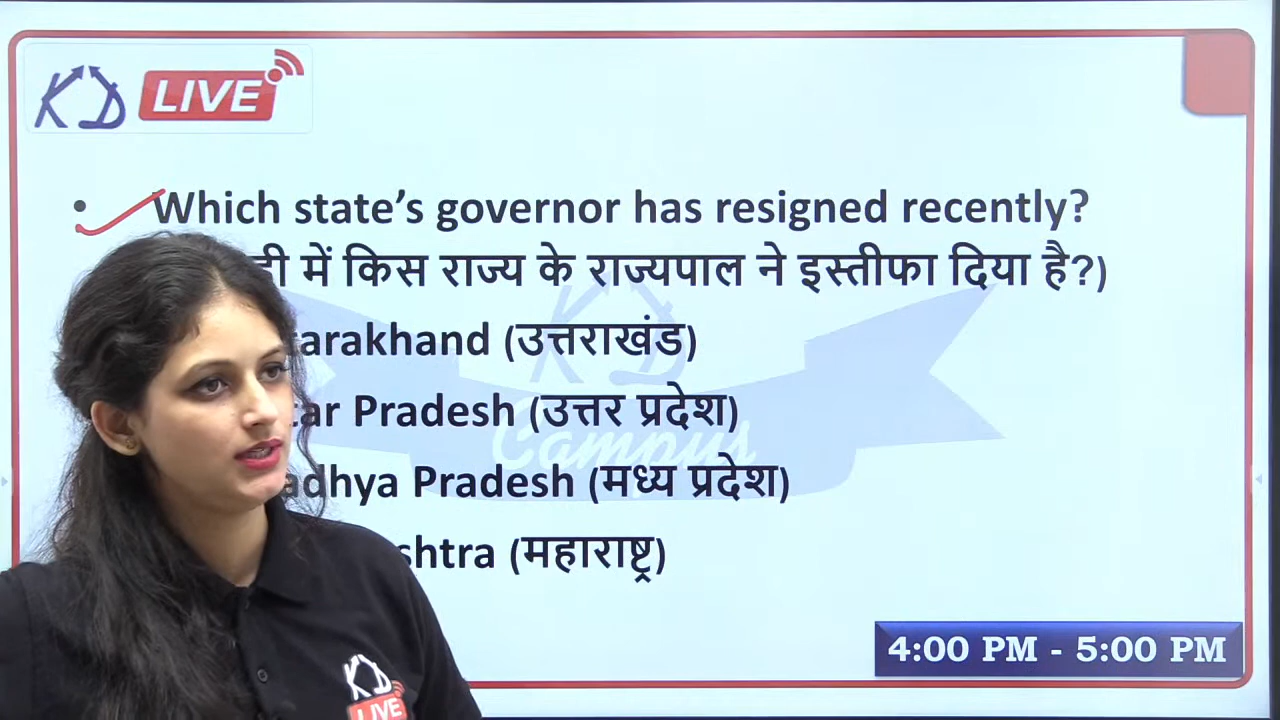 LIVE
Which state's governor has resigned recently?
में किस राज्य के राज्यपाल ने इस्तीफा दिया है?)
(उत्तराखंड)
Pradesh (उत्तर प्रदेश)
Campus
Pradesh (मध्य प्रदेश)
(महाराष्ट्र)
4:00 PM - 5:00 PM
KD
LIVE